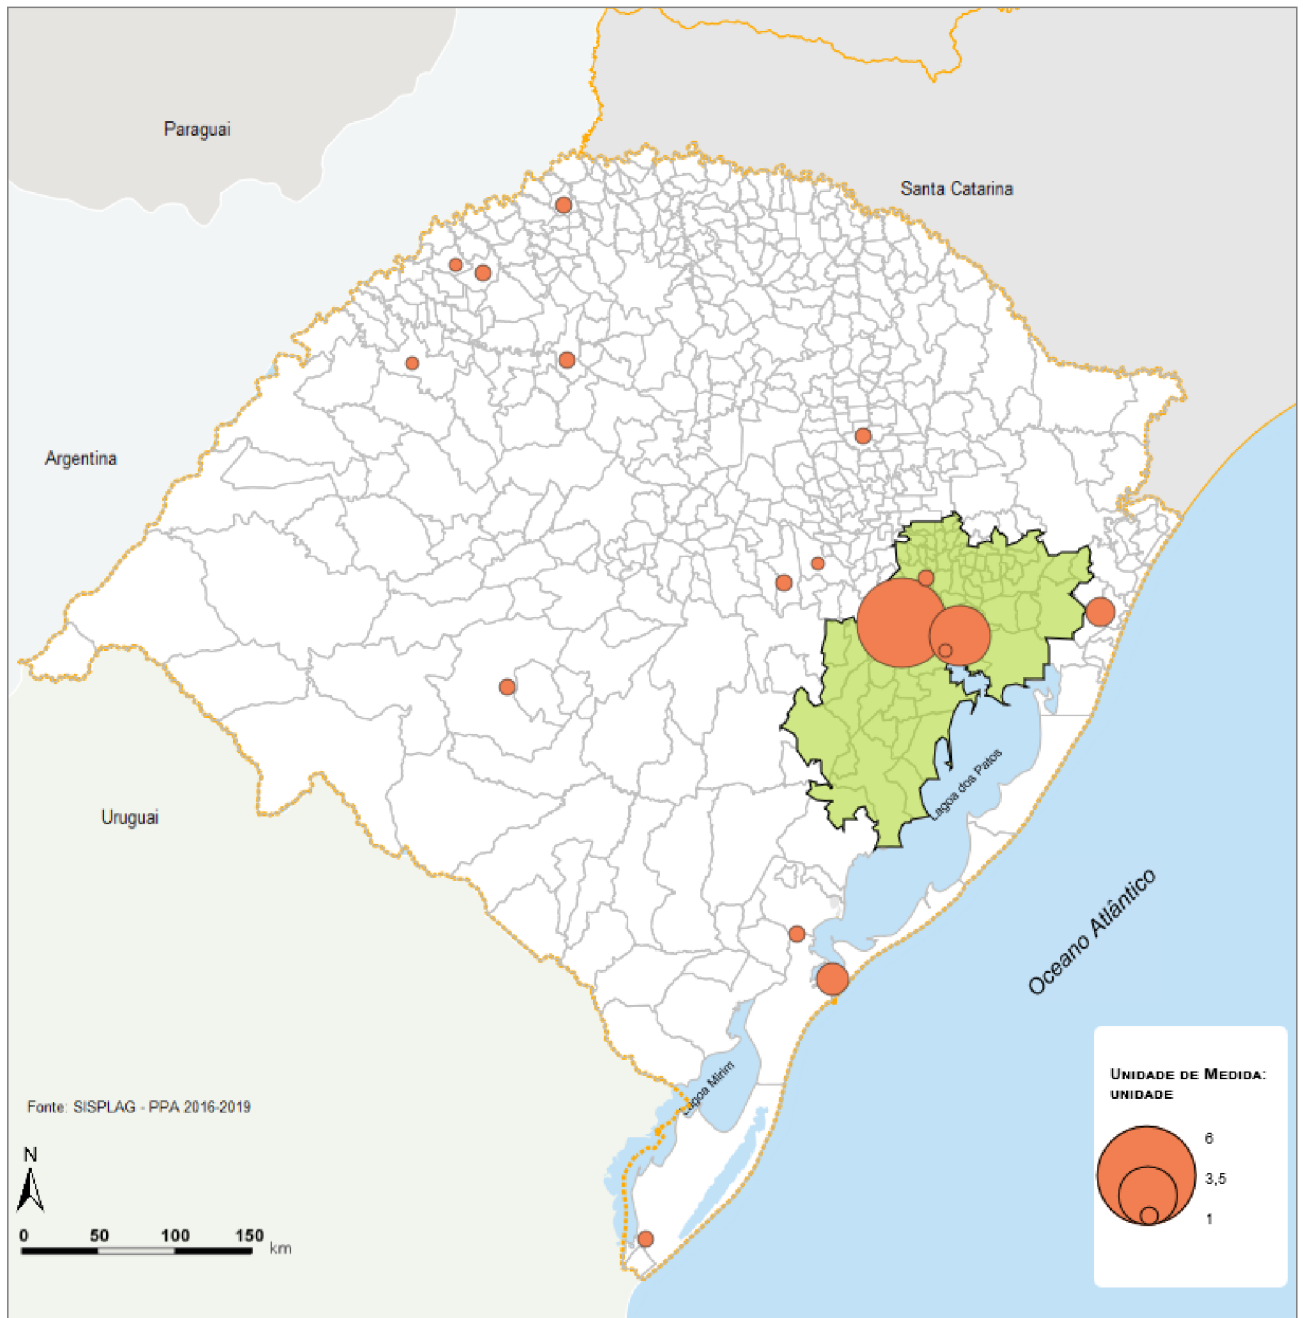 Paraguai
Santa Catarina
Argentina
Uruguai
Lagoa dos Patos
Oceano Atlântico
Lagoa Mirim
Fonte: SISPLAG - PPA 2016-2019
N
0 50 100 150
km
UNIDADE DE MEDIDA:
UNIDADE
6
3,5
1